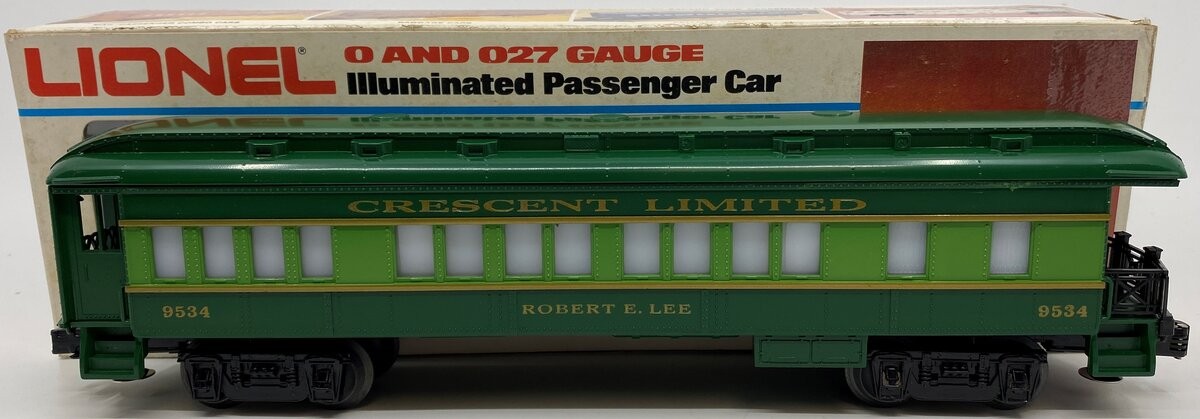 LIONEL®
O AND 027 GAUGE
Illuminated Passenger Car
CRESCENT LIMITED
9534 ROBERT E. LEE 9534